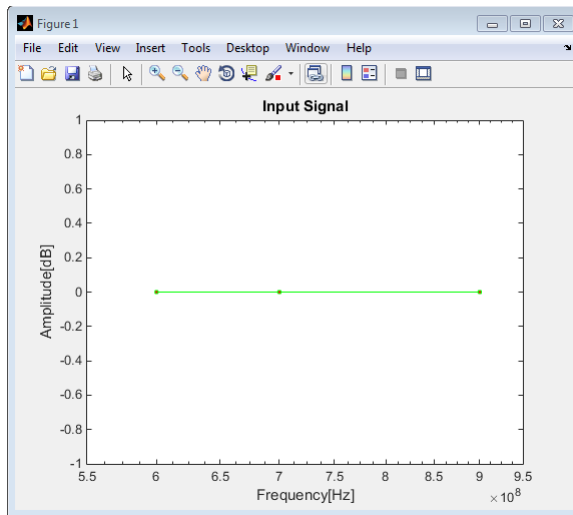 Figure 1
File Edit View Insert Tools Desktop Window Help
Input Signal
1
0.8
0.6
0.4
0.2
0
-0.2
-0.4
-0.6
-0.8
-1
Amplitude[dB]
5.5 6 6.5 7 7.5 8 9 9.5
Frequency[Hz]
×10^8